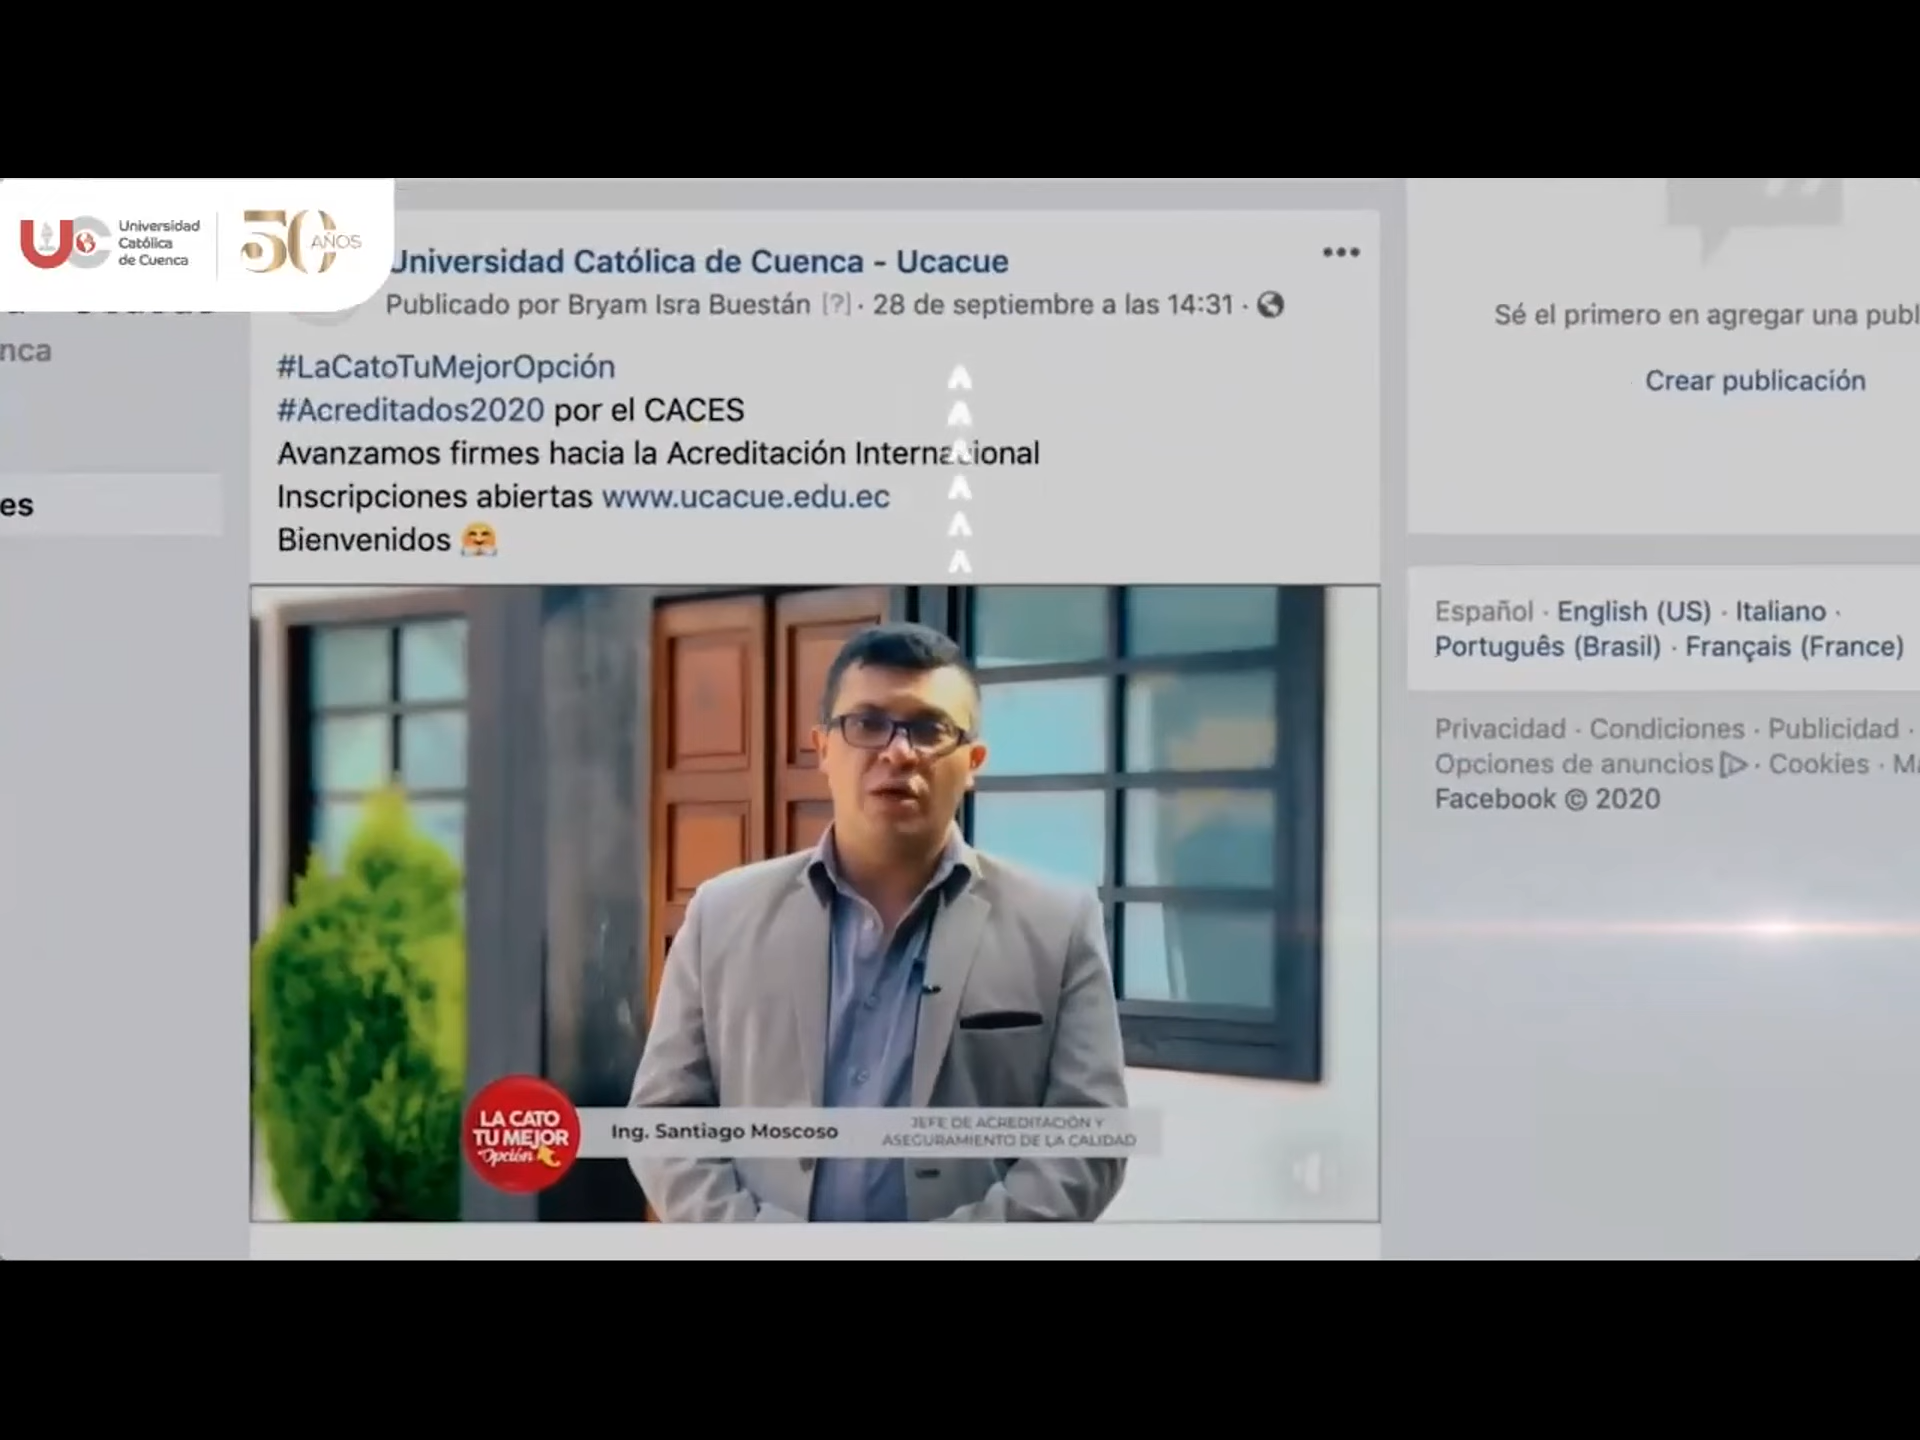 UC Universidad
Católica
de Cuenca
50 AÑOS
Universidad Católica de Cuenca - Ucacue
Publicado por Bryam Isra Buestán [?] · 28 de septiembre a las 14:31 ·
nca
#LaCatoTuMejorOpción
#Acreditados2020 por el CACES
Avanzamos firmes hacia la Acreditación Internacional
Inscripciones abiertas www.ucacue.edu.ec
Bienvenidos 🤗
es
LA CATO
TU MEJOR
Opción
Ing. Santiago Moscoso
JEFE DE ACREDITACIÓN Y
ASEGURAMIENTO DE LA CALIDAD
Sé el primero en agregar una publ
Crear publicación
Español · English (US) · Italiano ·
Português (Brasil) · Français (France)
Privacidad · Condiciones · Publicidad ·
Opciones de anuncios · Cookies · Má
Facebook © 2020